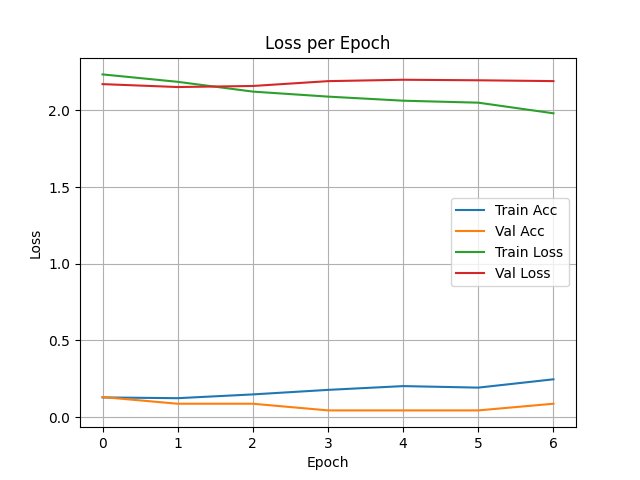 Loss per Epoch
Loss
2.0
1.5
1.0
0.5
0.0
Train Acc
Val Acc
Train Loss
Val Loss
0 1 2 3 4 5 6
Epoch